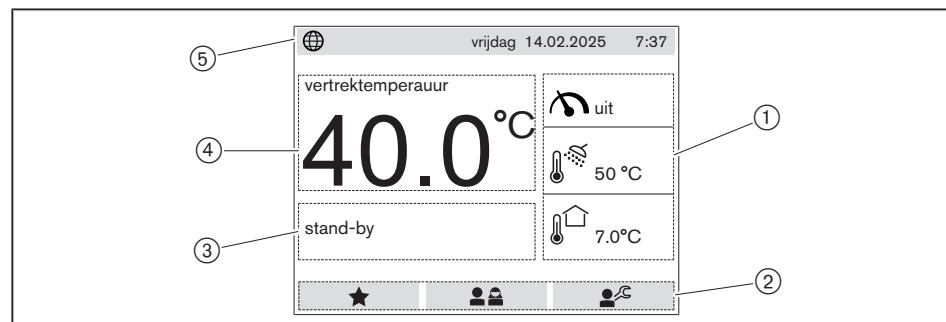 ⑤ vrijdag 14.02.2025 7:37
vertrektemperauur
④ 40.0°C
uit
①
50 °C
③ stand-by
7.0°C
②